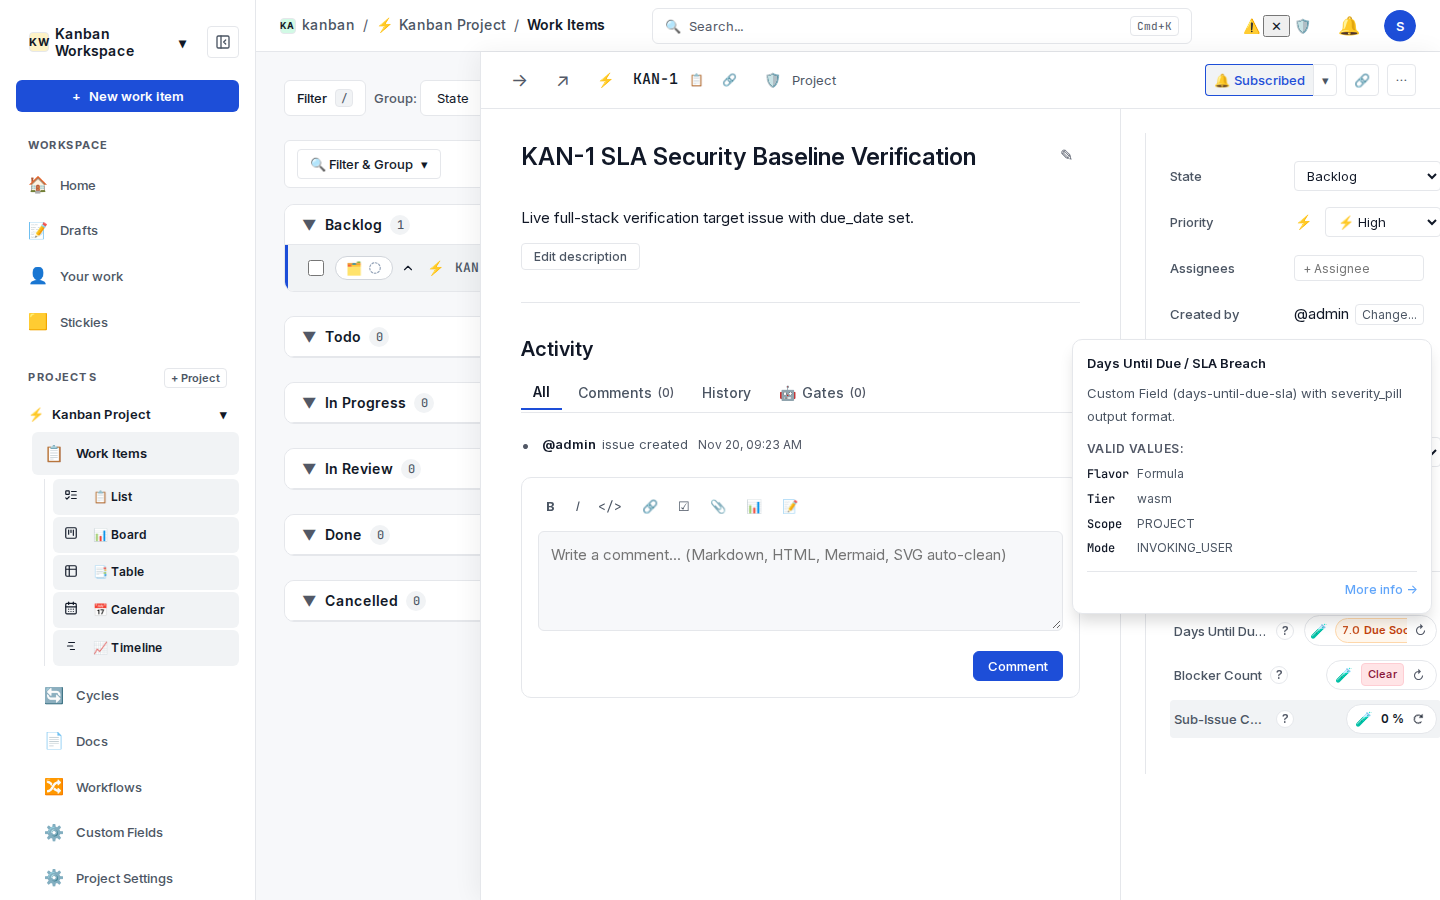 KW Kanban Workspace ▾
+ New work item
WORKSPACE
🏠 Home
📝 Drafts
👤 Your work
🟨 Stickies
PROJECTS
+ Project
⚡ Kanban Project ▾
📋 Work Items
📋 List
📊 Board
📑 Table
📅 Calendar
📈 Timeline
🔄 Cycles
📄 Docs
🔀 Workflows
⚙️ Custom Fields
⚙️ Project Settings
KA kanban / ⚡ Kanban Project / Work Items
🔍 Search... Cmd+K
⚠️ ✕ 🛡️ 🔔 S
Filter / Group: State
🔍 Filter & Group ▾
▼ Backlog 1
⚡ KAN
▼ Todo 0
▼ In Progress 0
▼ In Review 0
▼ Done 0
▼ Cancelled 0
→ ↗ ⚡ KAN-1 📋 🔗 🛡️ Project
🔔 Subscribed ▾ 🔗 ...
KAN-1 SLA Security Baseline Verification ✎
Live full-stack verification target issue with due_date set.
Edit description
Activity
All Comments (0) History 🤖 Gates (0)
• @admin issue created Nov 20, 09:23 AM
B I </> 🔗 ☑ 📎 📊 📝
Write a comment... (Markdown, HTML, Mermaid, SVG auto-clean)
Comment
State Backlog
Priority ⚡ ⚡ High
Assignees + Assignee
Created by @admin Change...
Days Until Due / SLA Breach
Custom Field (days-until-due-sla) with severity_pill
output format.
VALID VALUES:
Flavor Formula
Tier wasm
Scope PROJECT
Mode INVOKING_USER
More info →
Days Until Du... ? 🧪 7.0 Due Soo
Blocker Count ? 🧪 Clear
Sub-Issue C... ? 🧪 0 %